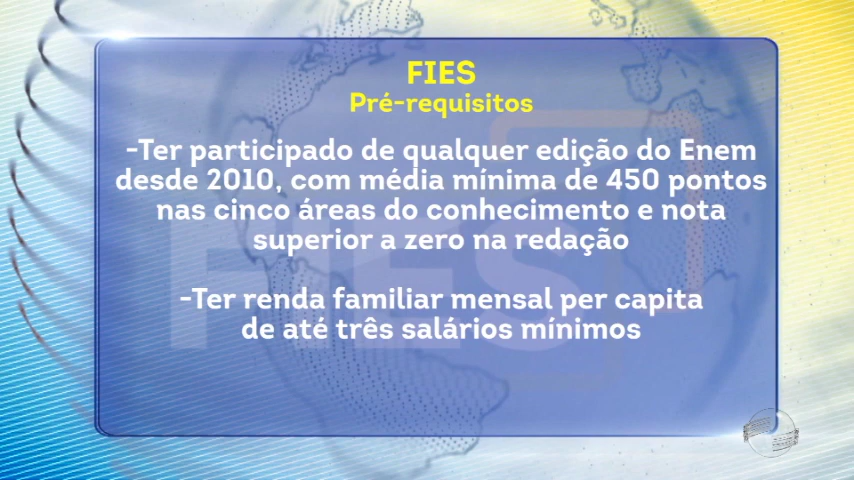 FIES
Pré-requisitos
-Ter participado de qualquer edição do Enem
desde 2010, com média mínima de 450 pontos
nas cinco áreas do conhecimento e nota
superior a zero na redação
-Ter renda familiar mensal per capita
de até três salários mínimos
FIES